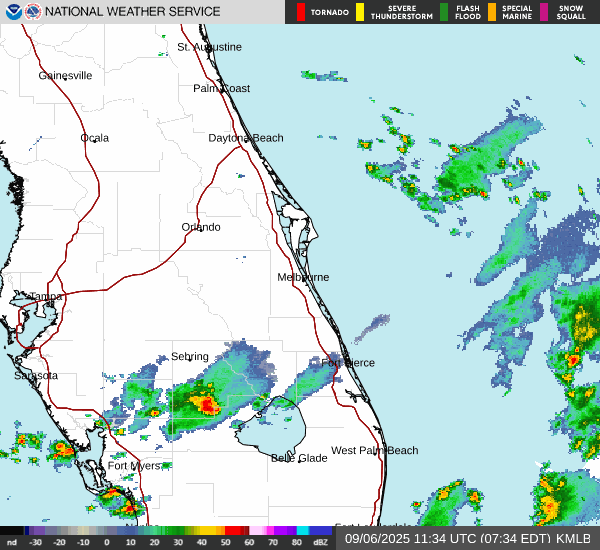 NATIONAL WEATHER SERVICE
TORNADO
SEVERE THUNDERSTORM
FLASH FLOOD
SPECIAL MARINE
SNOW SQUALL
St. Augustine
Gainesville
Palm Coast
Ocala
Daytona Beach
Orlando
Melbourne
Tampa
Sebring
Fort Pierce
Sarasota
West Palm Beach
Belle Glade
Fort Myers
nd -30 -20 -10 0 10 20 30 40 50 60 70 80 dBZ
09/06/2025 11:34 UTC (07:34 EDT) KMLB